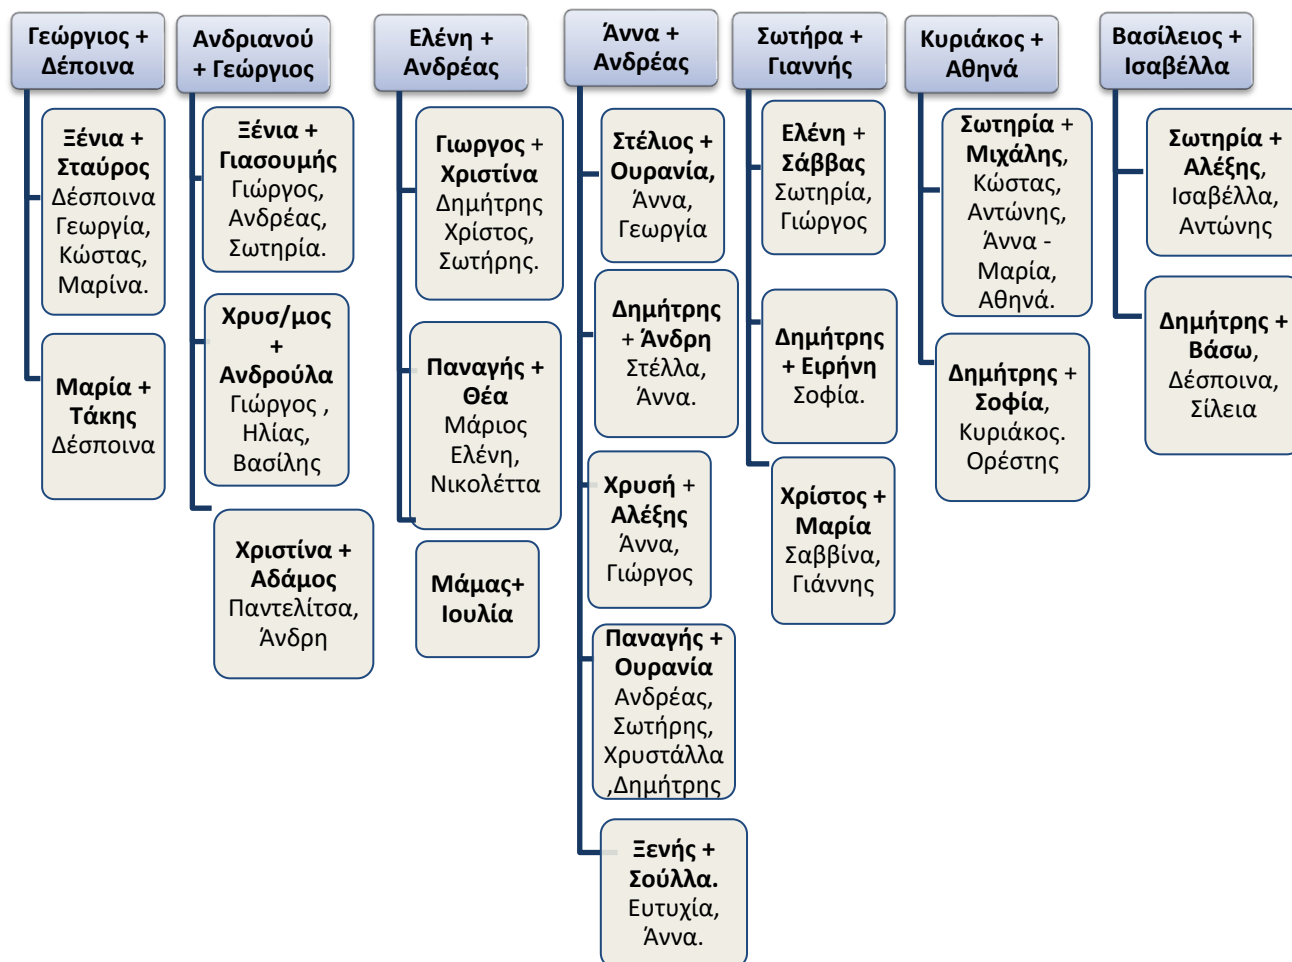 Γεώργιος +
Δέποινα
Ξένια +
Σταύρος
Δέσποινα
Γεωργία,
Κώστας,
Μαρίνα.
Μαρία +
Τάκης
Δέσποινα
Ανδριανού
+ Γεώργιος
Ξένια +
Γιασουμής
Γιώργος,
Ανδρέας,
Σωτηρία.
Χρυσ/μος
+
Ανδρούλα
Γιώργος ,
Ηλίας,
Βασίλης
Χριστίνα +
Αδάμος
Παντελίτσα,
Άνδρη
Ελένη +
Ανδρέας
Γιωργος +
Χριστίνα
Δημήτρης
Χρίστος,
Σωτήρης.
Παναγής +
Θέα
Μάριος
Ελένη,
Νικολέττα
Μάμας+
Ιουλία
Άννα +
Ανδρέας
Στέλιος +
Ουρανία,
Άννα,
Γεωργία
Δημήτρης
+ Άνδρη
Στέλλα,
Άννα.
Χρυσή +
Αλέξης
Άννα,
Γιώργος
Παναγής +
Ουρανία
Ανδρέας,
Σωτήρης,
Χρυστάλλα
,Δημήτρης
Ξενής +
Σούλλα.
Ευτυχία,
Άννα.
Σωτήρα +
Γιαννής
Ελένη +
Σάββας
Σωτηρία,
Γιώργος
Δημήτρης
+ Ειρήνη
Σοφία.
Χρίστος +
Μαρία
Σαββίνα,
Γιάννης
Κυριάκος +
Αθηνά
Σωτηρία +
Μιχάλης,
Κώστας,
Αντώνης,
Άννα -
Μαρία,
Αθηνά.
Δημήτρης +
Σοφία,
Κυριάκος.
Ορέστης
Βασίλειος +
Ισαβέλλα
Σωτηρία +
Αλέξης,
Ισαβέλλα,
Αντώνης
Δημήτρης +
Βάσω,
Δέσποινα,
Σίλεια